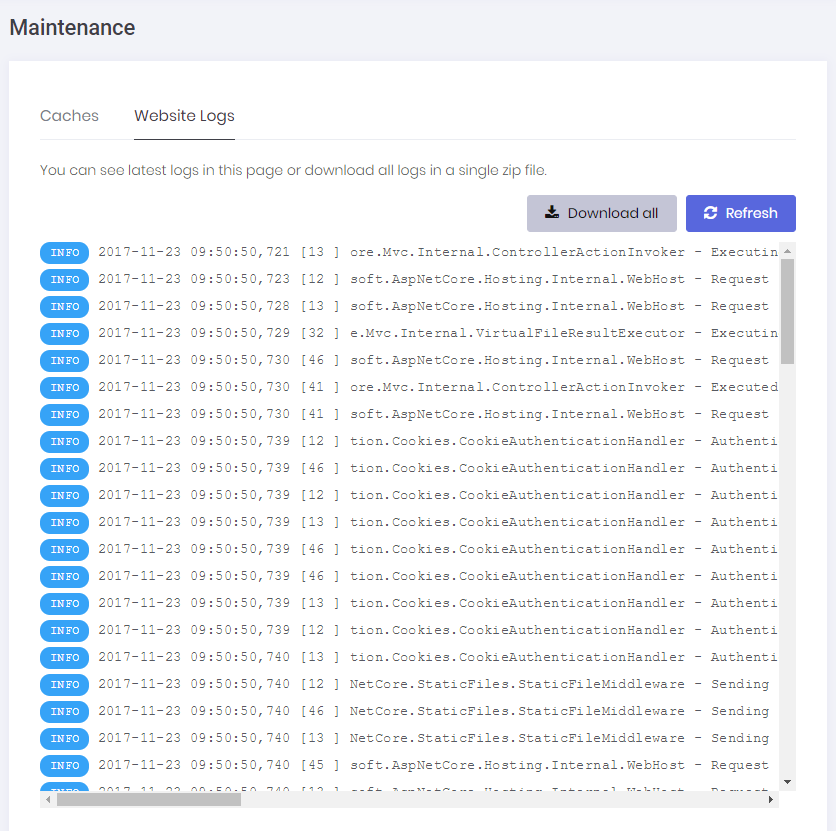 Maintenance
Caches Website Logs
You can see latest logs in this page or download all logs in a single zip file.
Download all Refresh
INFO 2017-11-23 09:50:50,721 [13 ] ore.Mvc.Internal.ControllerActionInvoker - Executin
INFO 2017-11-23 09:50:50,723 [12 ] soft.AspNetCore.Hosting.Internal.WebHost - Request
INFO 2017-11-23 09:50:50,728 [13 ] soft.AspNetCore.Hosting.Internal.WebHost - Request
INFO 2017-11-23 09:50:50,729 [32 ] e.Mvc.Internal.VirtualFileResultExecutor - Executin
INFO 2017-11-23 09:50:50,730 [46 ] soft.AspNetCore.Hosting.Internal.WebHost - Request
INFO 2017-11-23 09:50:50,730 [41 ] ore.Mvc.Internal.ControllerActionInvoker - Executed
INFO 2017-11-23 09:50:50,730 [41 ] soft.AspNetCore.Hosting.Internal.WebHost - Request
INFO 2017-11-23 09:50:50,739 [12 ] tion.Cookies.CookieAuthenticationHandler - Authenti
INFO 2017-11-23 09:50:50,739 [46 ] tion.Cookies.CookieAuthenticationHandler - Authenti
INFO 2017-11-23 09:50:50,739 [12 ] tion.Cookies.CookieAuthenticationHandler - Authenti
INFO 2017-11-23 09:50:50,739 [13 ] tion.Cookies.CookieAuthenticationHandler - Authenti
INFO 2017-11-23 09:50:50,739 [46 ] tion.Cookies.CookieAuthenticationHandler - Authenti
INFO 2017-11-23 09:50:50,739 [46 ] tion.Cookies.CookieAuthenticationHandler - Authenti
INFO 2017-11-23 09:50:50,739 [13 ] tion.Cookies.CookieAuthenticationHandler - Authenti
INFO 2017-11-23 09:50:50,739 [12 ] tion.Cookies.CookieAuthenticationHandler - Authenti
INFO 2017-11-23 09:50:50,740 [13 ] tion.Cookies.CookieAuthenticationHandler - Authenti
INFO 2017-11-23 09:50:50,740 [12 ] NetCore.StaticFiles.StaticFileMiddleware - Sending
INFO 2017-11-23 09:50:50,740 [46 ] NetCore.StaticFiles.StaticFileMiddleware - Sending
INFO 2017-11-23 09:50:50,740 [13 ] NetCore.StaticFiles.StaticFileMiddleware - Sending
INFO 2017-11-23 09:50:50,740 [45 ] soft.AspNetCore.Hosting.Internal.WebHost - Request